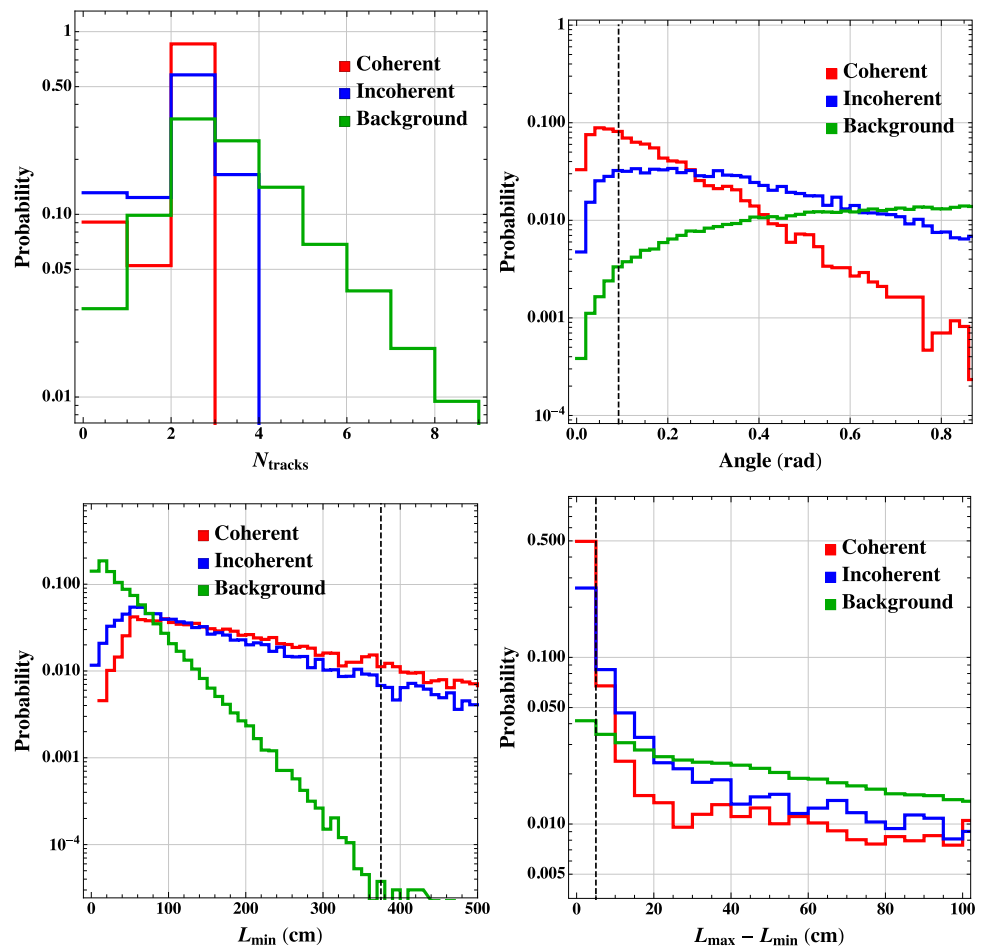 1
0.50
0.10
0.05
0.01
0
2
4
6
8
Coherent
Incoherent
Background
Probability
N_tracks
1
0.100
0.010
0.001
10⁻⁴
0.0
0.2
0.4
0.6
0.8
Coherent
Incoherent
Background
Probability
Angle (rad)
0.100
0.010
0.001
10⁻⁴
0
100
200
300
400
500
Coherent
Incoherent
Background
Probability
L_min (cm)
0.500
0.100
0.050
0.010
0.005
0
20
40
60
80
100
Coherent
Incoherent
Background
Probability
L_max − L_min (cm)